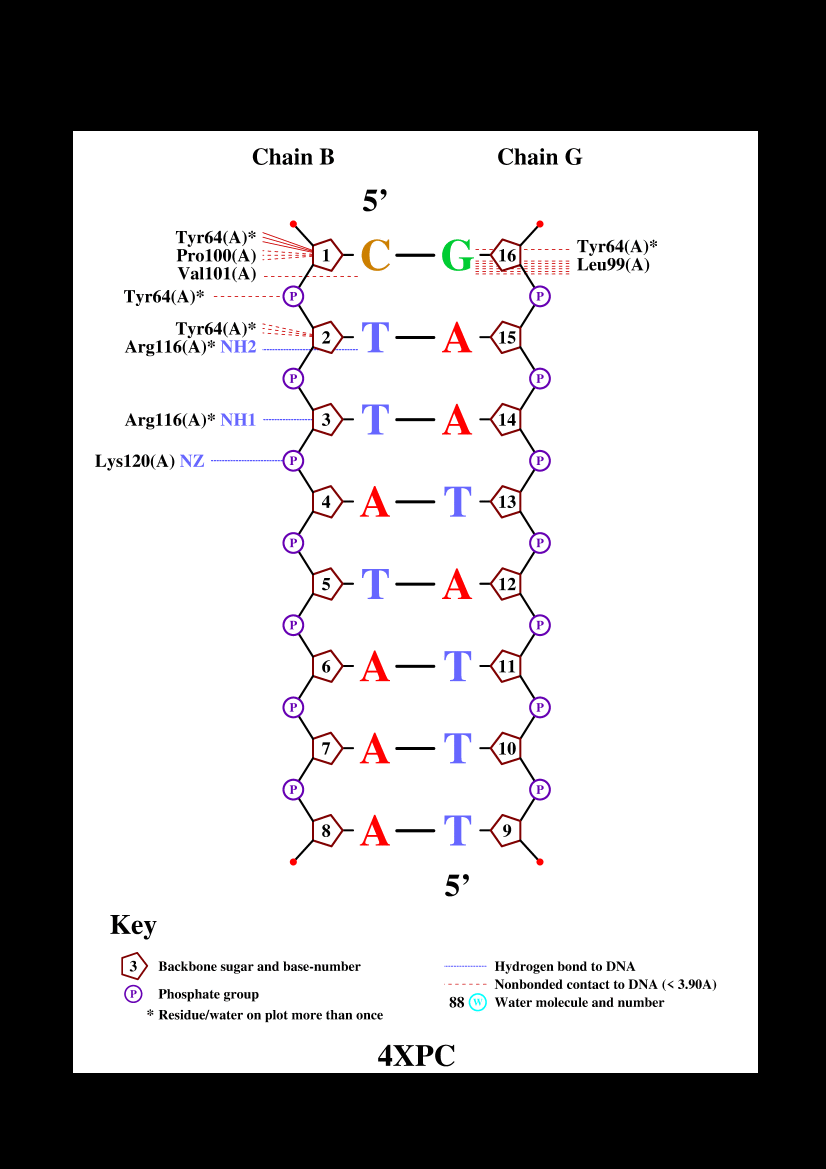 Chain B Chain G
5’
Tyr64(A)*
Pro100(A) 1 C G 16 Tyr64(A)*
Val101(A) Leu99(A)
Tyr64(A)* P P
Tyr64(A)* 2 T A 15
Arg116(A)* NH2
P P
Arg116(A)* NH1 3 T A 14
Lys120(A) NZ P P
4 A T 13
P P
5 T A 12
P P
6 A T 11
P P
7 A T 10
P P
8 A T 9
5’
Key
3 Backbone sugar and base-number
P Phosphate group
* Residue/water on plot more than once
Hydrogen bond to DNA
Nonbonded contact to DNA (< 3.90A)
88 W Water molecule and number
4XPC